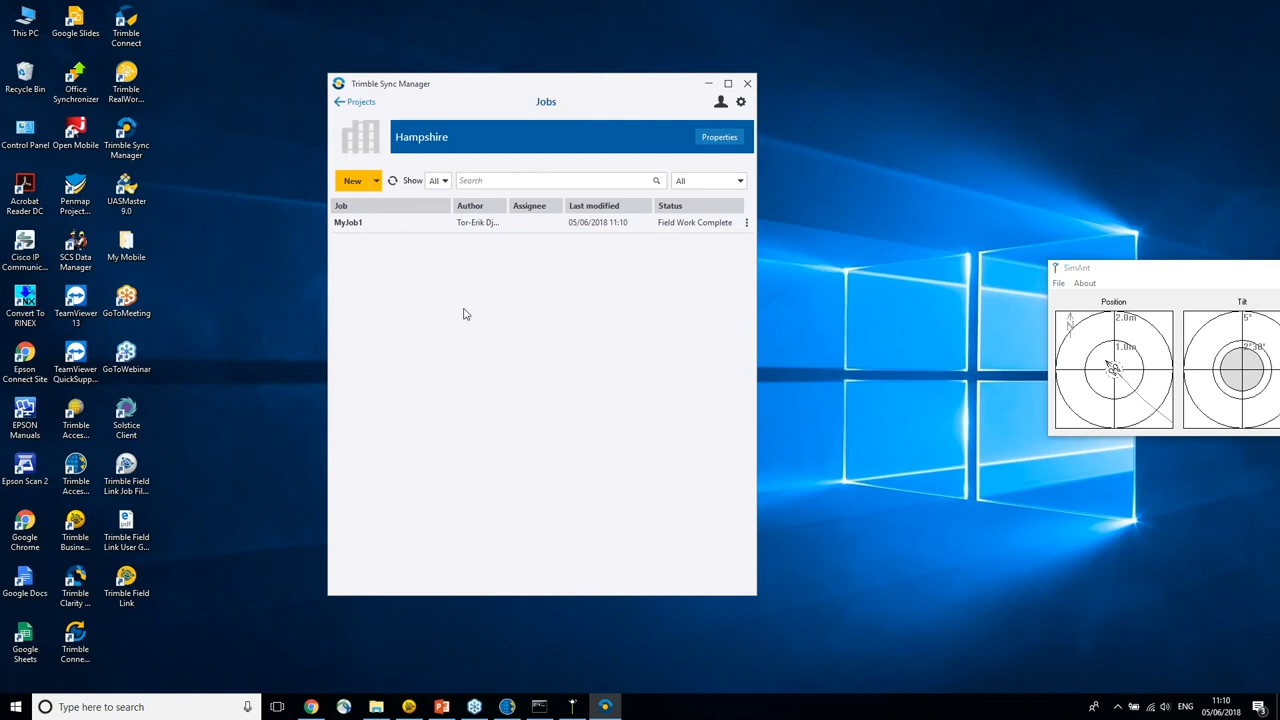 This PC
Google Slides
Trimble
Connect
Recycle Bin
Office
Synchronizer
Trimble
RealWor...
Control Panel
Open Mobile
Trimble Sync
Manager
Acrobat
Reader DC
Penmap
Project...
UASMaster
9.0
Cisco IP
Communic...
SCS Data
Manager
My Mobile
Convert To
RINEX
TeamViewer
13
GoToMeeting
Epson
Connect Site
TeamViewer
QuickSupp...
GoToWebinar
EPSON
Manuals
Trimble
Acces...
Solstice
Client
Epson Scan 2
Trimble
Acces...
Trimble Field
Link Job Fil...
Google
Chrome
Trimble
Busine...
Trimble Field
Link User G...
Google Docs
Trimble
Clarity ...
Trimble Field
Link
Google
Sheets
Trimble
Conne...
Trimble Sync Manager
Projects
Jobs
Hampshire
Properties
New
Show
All
Search
All
Job Author Assignee Last modified Status
MyJob1 Tor-Erik Dj... 05/06/2018 11:10 Field Work Complete
SimAnt
File About
Position
Tilt
2.0m
1.0m
N
5°
Type here to search
ENG
11:10
05/06/2018